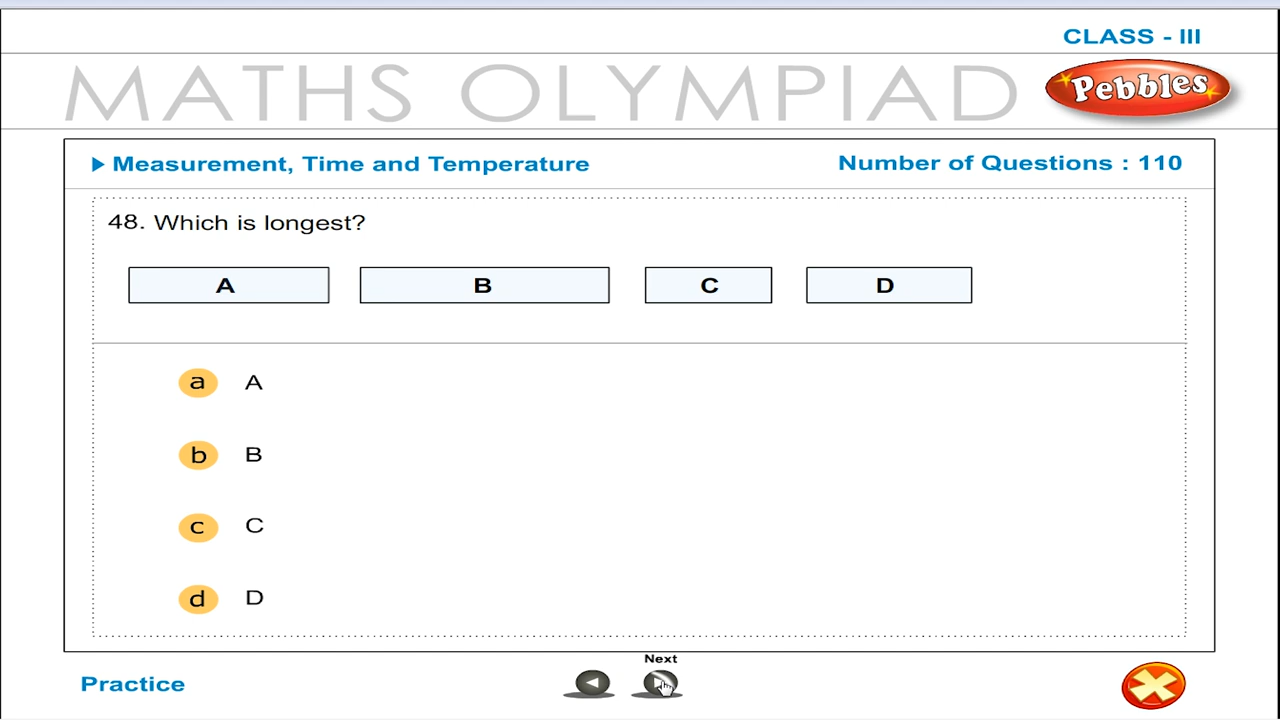 CLASS - III
MATHS OLYMPIAD
Pebbles
Measurement, Time and Temperature
Number of Questions : 110
48. Which is longest?
A B C D
a A
b B
c C
d D
Next
Practice